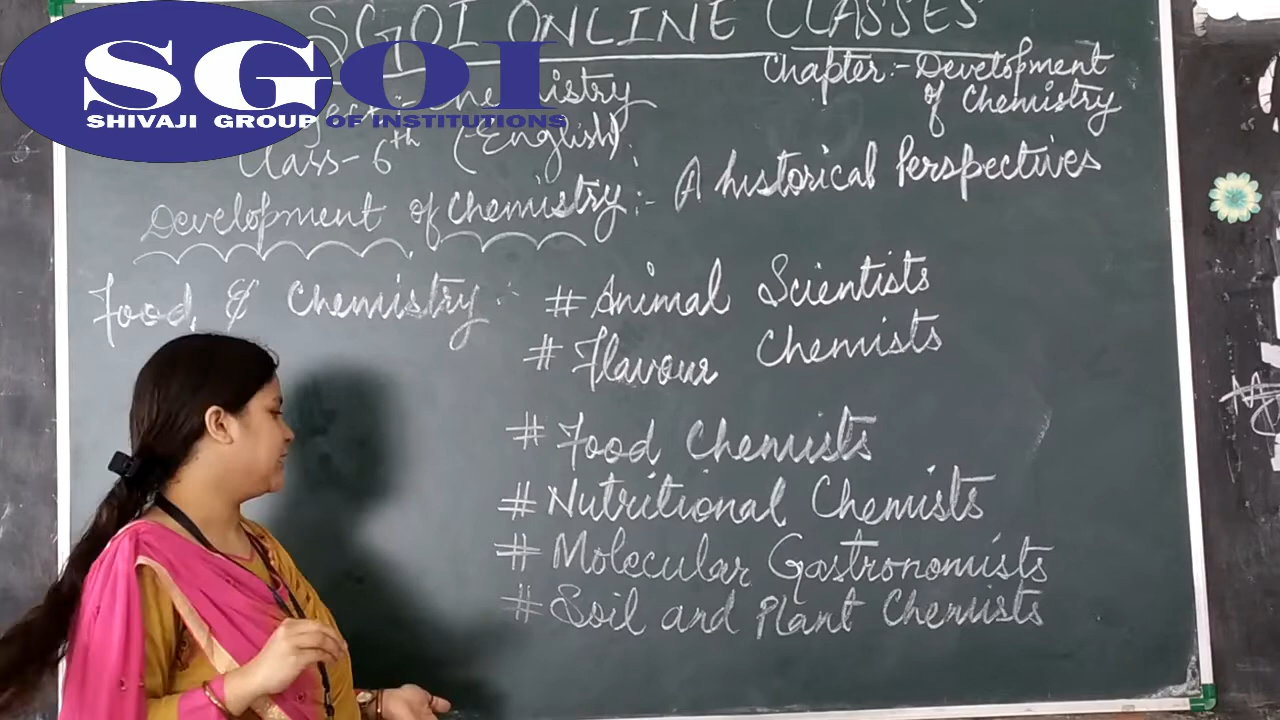 SGOI
SHIVAJI GROUP OF INSTITUTIONS
SGOI ONLINE CLASSES
Chapter:- Development
of Chemistry
Class- 6th (-English)
Development of Chemistry:- A historical Perspectives
Food & Chemistry :-
# Animal Scientists
# Flavour Chemists
# Food Chemists
# Nutritional Chemists
# Molecular Gastronomists
# Soil and Plant Chemists